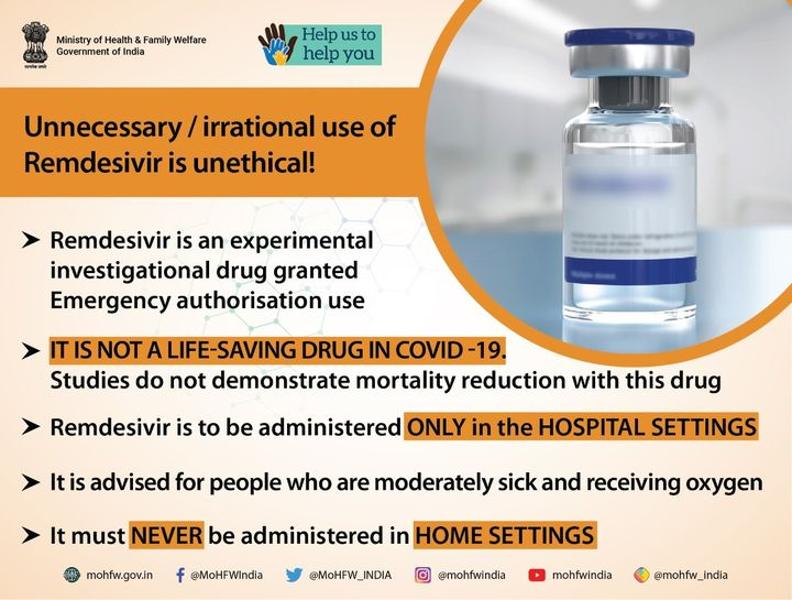 Ministry of Health & Family Welfare
Government of India
Help us to
help you
Unnecessary / irrational use of
Remdesivir is unethical!
➤ Remdesivir is an experimental
investigational drug granted
Emergency authorisation use
➤ IT IS NOT A LIFE-SAVING DRUG IN COVID -19.
Studies do not demonstrate mortality reduction with this drug
➤ Remdesivir is to be administered ONLY in the HOSPITAL SETTINGS
➤ It is advised for people who are moderately sick and receiving oxygen
➤ It must NEVER be administered in HOME SETTINGS
mohfw.gov.in @MoHFWIndia @MoHFW_INDIA @mohfwindia mohfwindia @mohfw_india